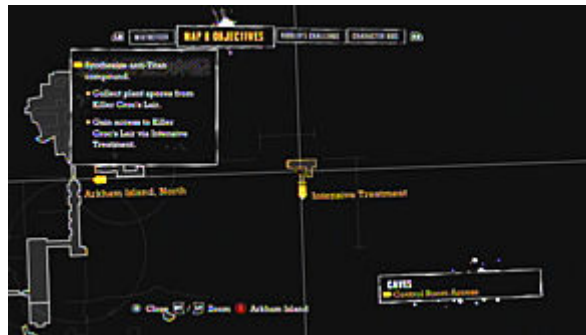 MAP & OBJECTIVES
RIDDLER'S CHALLENGE
CHARACTER BIOS
Synthesize anti-Titan
compound.
Collect plant spores from
Killer Croc's Lair.
Gain access to Killer
Croc's Lair via Intensive
Treatment.
Arkham Island, North
Intensive Treatment
CAVES
Control Room Access
Close
Zoom
Arkham Island